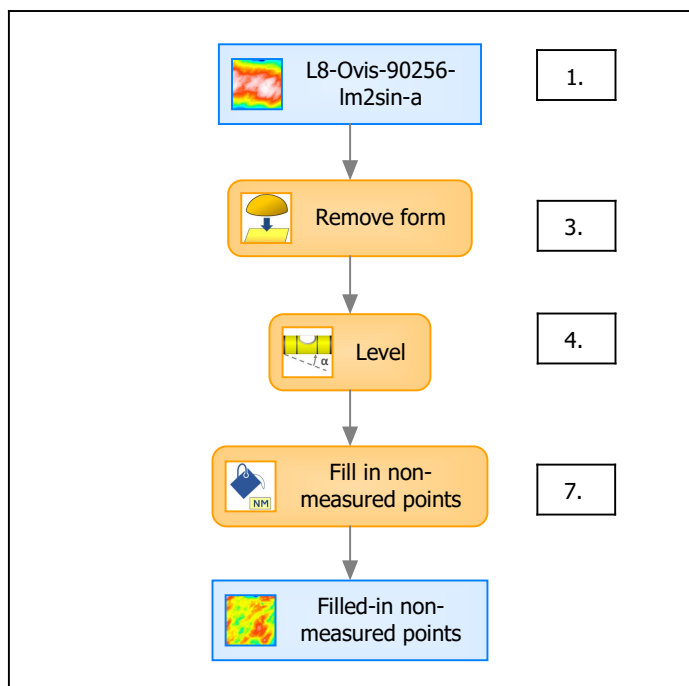 L8-Ovis-90256-
lm2sin-a
1.
Remove form
3.
α
Level
4.
Fill in non-
measured points
NM
7.
Filled-in non-
measured points